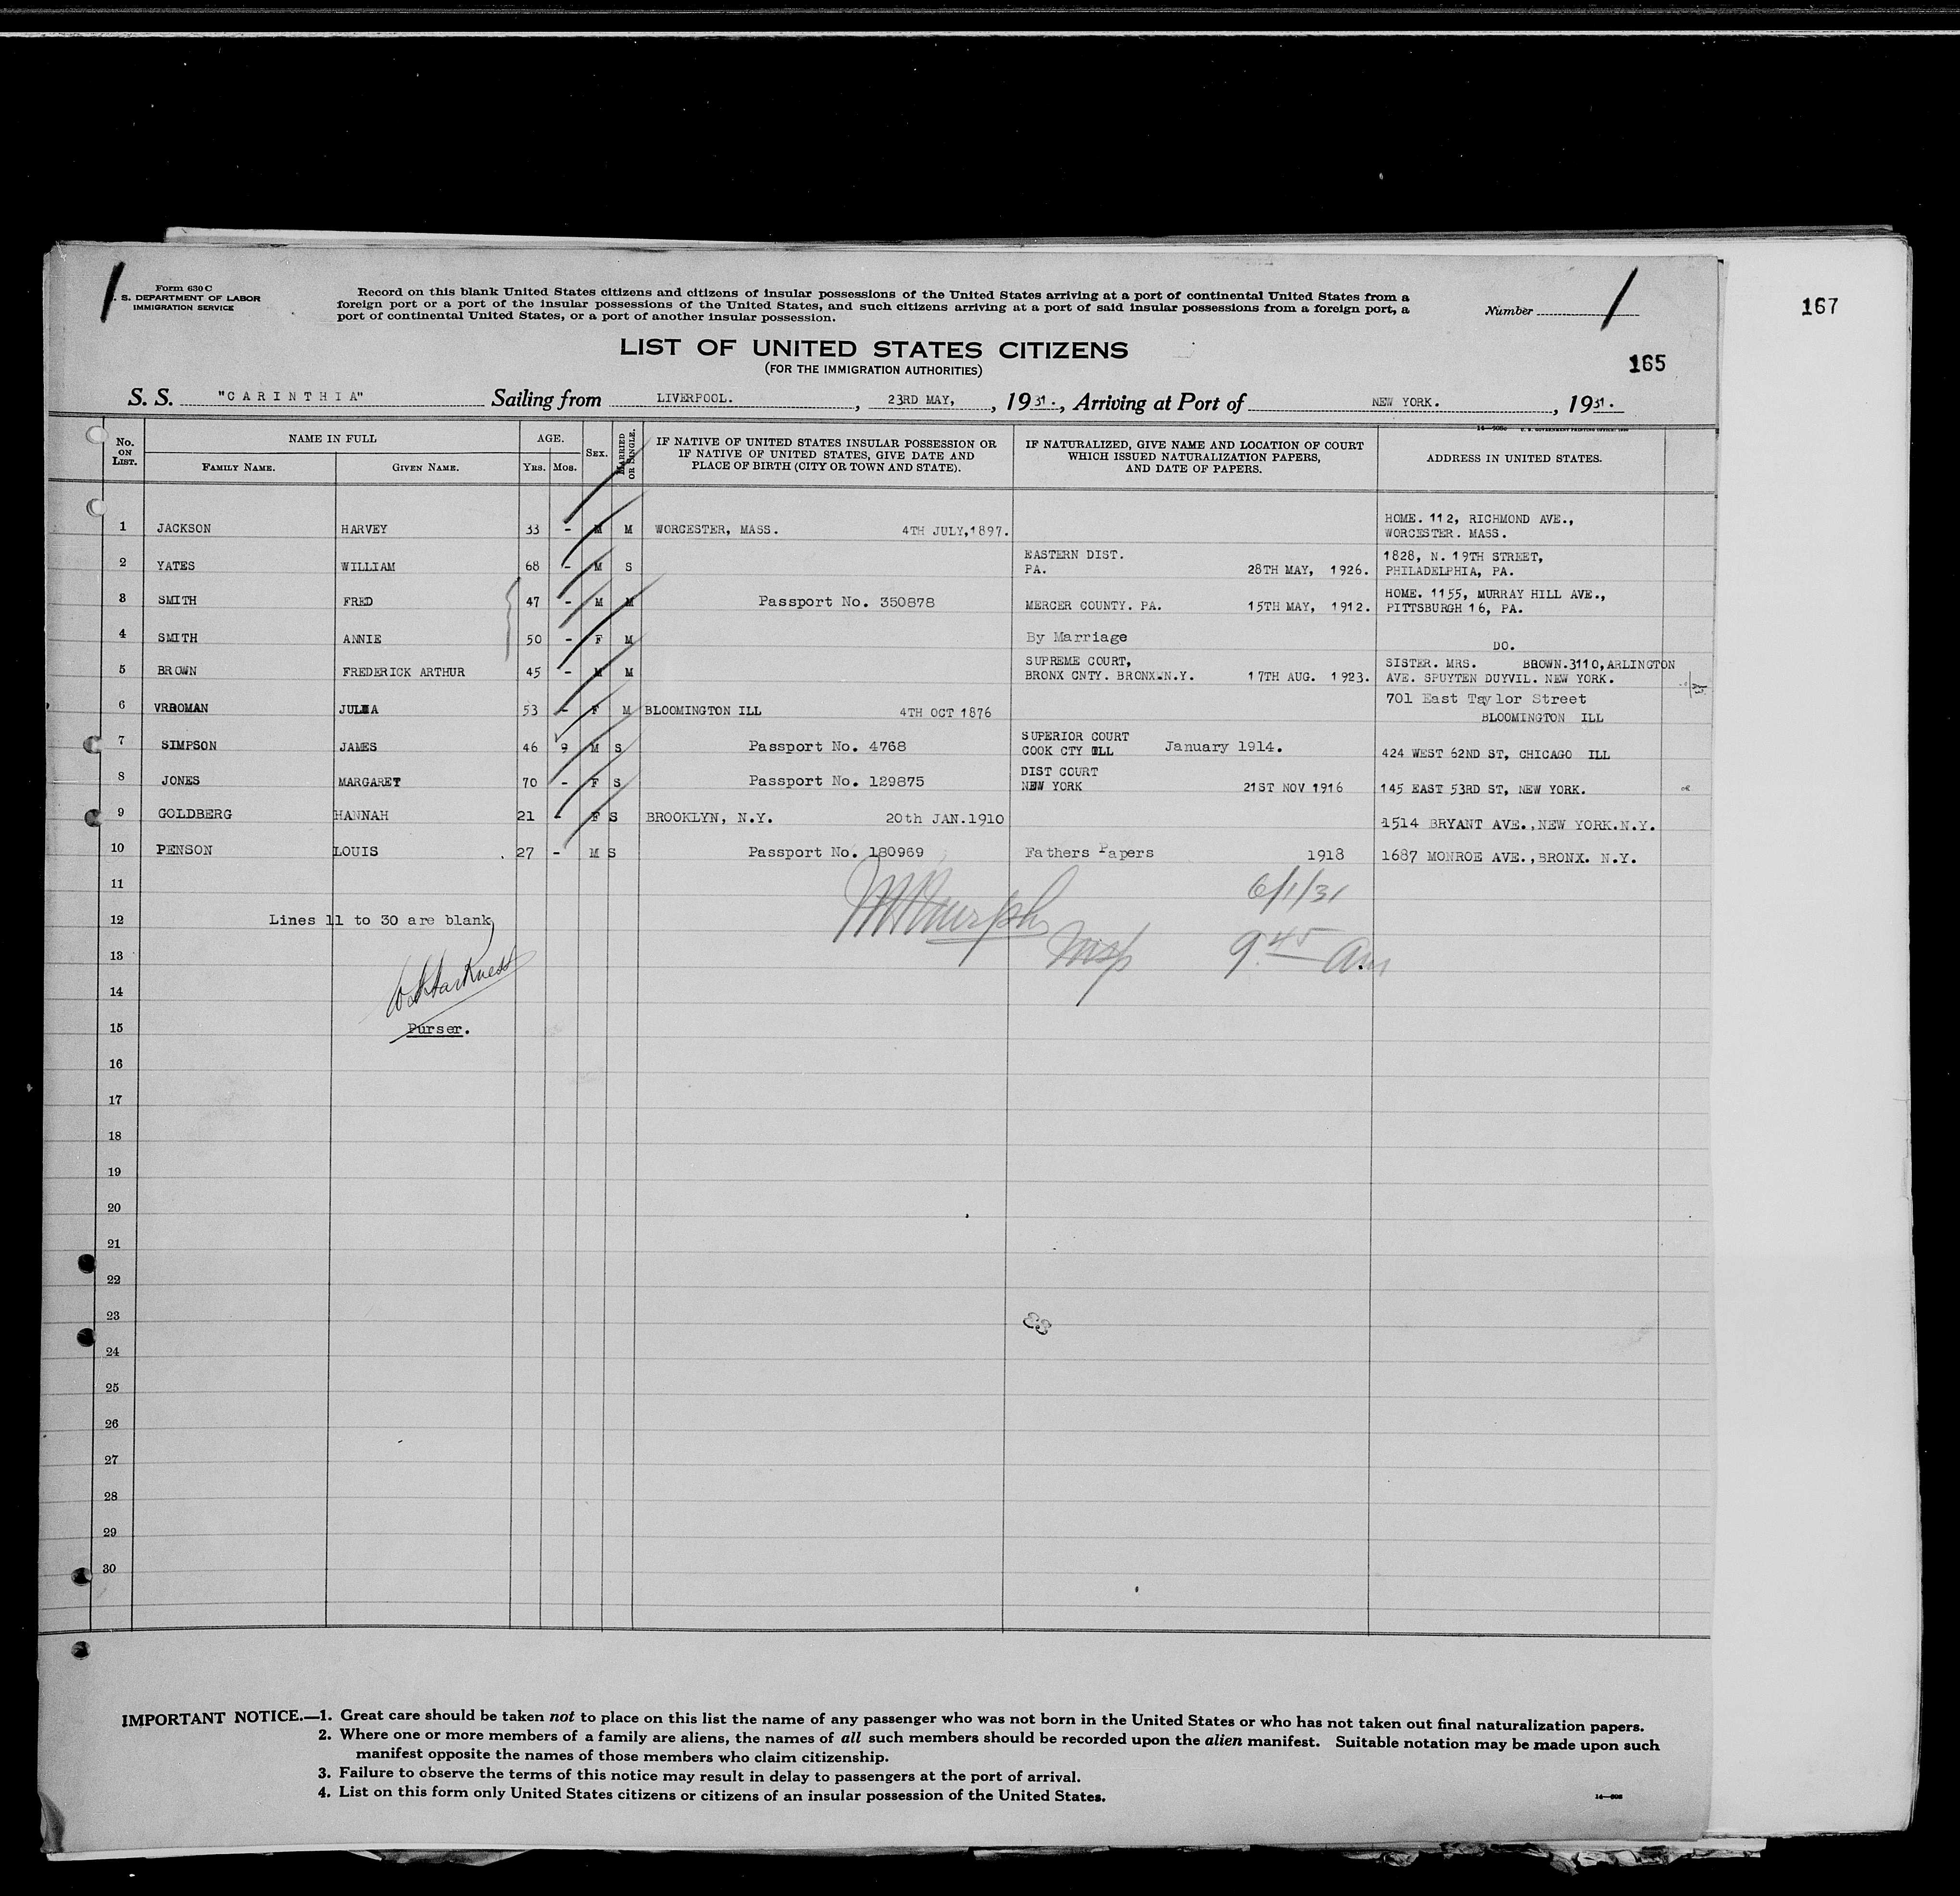 167
Form 630 C
S. DEPARTMENT OF LABOR
IMMIGRATION SERVICE
Record on this blank United States citizens and citizens of insular possessions of the United States arriving at a port of continental United States from a
foreign port or a port of the insular possessions of the United States, and such citizens arriving at a port of said insular possessions from a foreign port, a
port of continental United States, or a port of another insular possession.
Number 1
LIST OF UNITED STATES CITIZENS
(FOR THE IMMIGRATION AUTHORITIES)
165
S. S. "CARINTHIA" Sailing from LIVERPOOL. , 23RD MAY, , 1931., Arriving at Port of NEW YORK. , 1931.
No. ON LIST. NAME IN FULL FAMILY NAME. GIVEN NAME. AGE. YRS. MOS. SEX. MARRIED OR SINGLE. IF NATIVE OF UNITED STATES INSULAR POSSESSION OR IF NATIVE OF UNITED STATES, GIVE DATE AND PLACE OF BIRTH (CITY OR TOWN AND STATE). IF NATURALIZED, GIVE NAME AND LOCATION OF COURT WHICH ISSUED NATURALIZATION PAPERS, AND DATE OF PAPERS. ADDRESS IN UNITED STATES.
1 JACKSON HARVEY 33 - M M WORCESTER, MASS. 4TH JULY,1897. HOME. 112, RICHMOND AVE., WORCESTER. MASS.
2 YATES WILLIAM 68 - M S EASTERN DIST. PA. 28TH MAY, 1926. 1828, N. 19TH STREET, PHILADELPHIA, PA.
3 SMITH FRED 47 - M M Passport No. 350878 MERCER COUNTY. PA. 15TH MAY, 1912. HOME. 1155, MURRAY HILL AVE., PITTSBURGH 16, PA.
4 SMITH ANNIE 50 - F M By Marriage DO.
5 BROWN FREDERICK ARTHUR 45 - M M SUPREME COURT, BRONX CNTY. BRONX.N.Y. 17TH AUG. 1923. SISTER. MRS. BROWN.3110,ARLINGTON AVE. SPUYTEN DUYVIL. NEW YORK.
6 VROOMAN JULIA 53 - F M BLOOMINGTON ILL 4TH OCT 1876 701 East Taylor Street BLOOMINGTON ILL
7 SIMPSON JAMES 46 9 M S Passport No. 4768 SUPERIOR COURT COOK CTY ILL January 1914. 424 WEST 62ND ST, CHICAGO ILL
8 JONES MARGARET 70 - F S Passport No. 129875 DIST COURT NEW YORK 21ST NOV 1916 145 EAST 53RD ST, NEW YORK.
9 GOLDBERG HANNAH 21 - F S BROOKLYN, N.Y. 20th JAN.1910 1514 BRYANT AVE.,NEW YORK.N.Y.
10 PENSON LOUIS 27 - M S Passport No. 180969 Fathers Papers 1918 1687 MONROE AVE.,BRONX. N.Y.
11 6/1/31
12 Lines 11 to 30 are blank
13 Insp 9.45 Am
14
15 Purser.
16
17
18
19
20
21
22
23
24
25
26
27
28
29
30
IMPORTANT NOTICE.—1. Great care should be taken not to place on this list the name of any passenger who was not born in the United States or who has not taken out final naturalization papers.
2. Where one or more members of a family are aliens, the names of all such members should be recorded upon the alien manifest. Suitable notation may be made upon such
manifest opposite the names of those members who claim citizenship.
3. Failure to observe the terms of this notice may result in delay to passengers at the port of arrival.
4. List on this form only United States citizens or citizens of an insular possession of the United States.